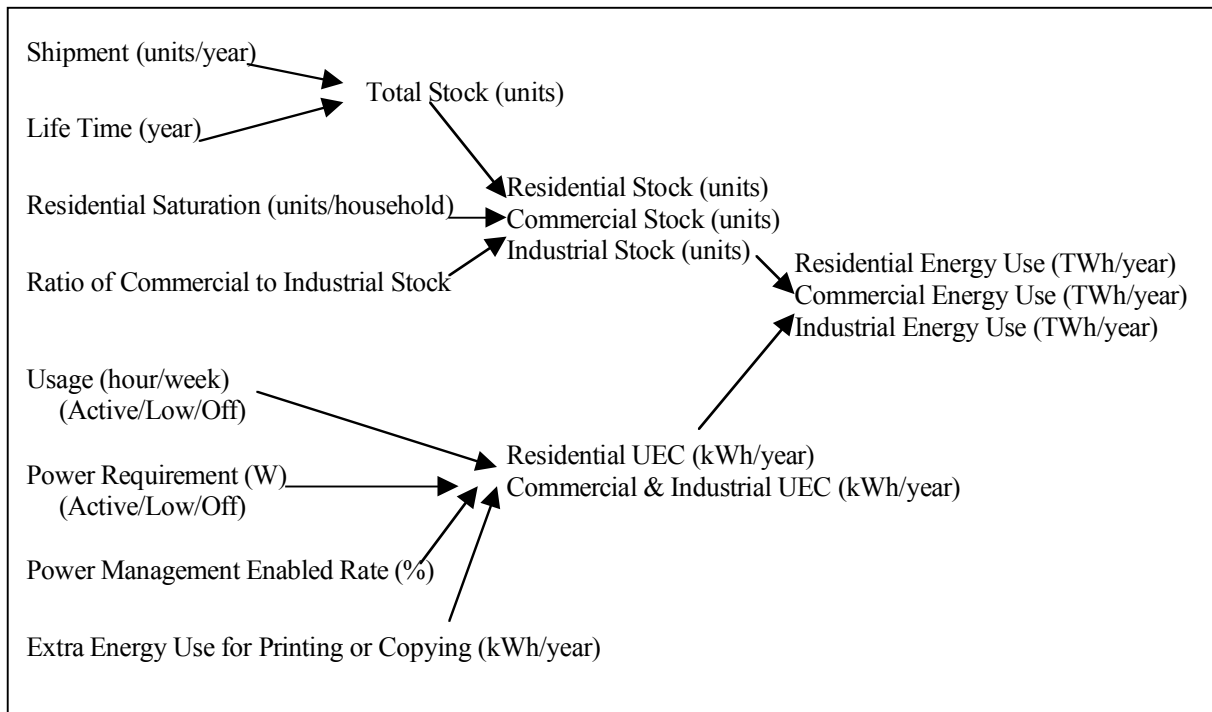 Shipment (units/year)
Total Stock (units)
Life Time (year)
Residential Stock (units)
Residential Saturation (units/household)
Commercial Stock (units)
Industrial Stock (units)
Ratio of Commercial to Industrial Stock
Residential Energy Use (TWh/year)
Commercial Energy Use (TWh/year)
Industrial Energy Use (TWh/year)
Usage (hour/week)
(Active/Low/Off)
Residential UEC (kWh/year)
Power Requirement (W)
Commercial & Industrial UEC (kWh/year)
(Active/Low/Off)
Power Management Enabled Rate (%)
Extra Energy Use for Printing or Copying (kWh/year)